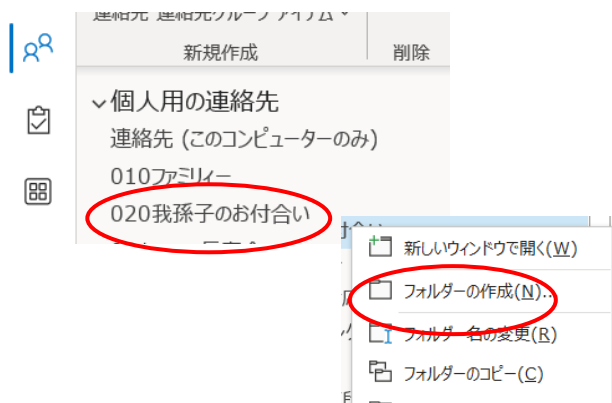 連絡先 連絡先グループ アイテム
新規作成
削除
個人用の連絡先
連絡先 (このコンピューターのみ)
010ファミリィー
020我孫子のお付合い
新しいウィンドウで開く(W)
フォルダーの作成(N)...
フォルダー名の変更(R)
フォルダーのコピー(C)